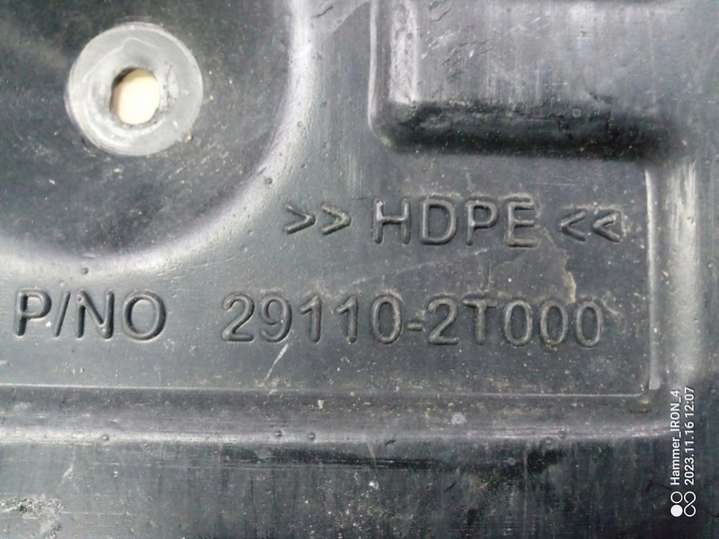 >> HDPE <<
P/NO 29110-2T000
Hammer_IRON_4
2023.11.16 12:07